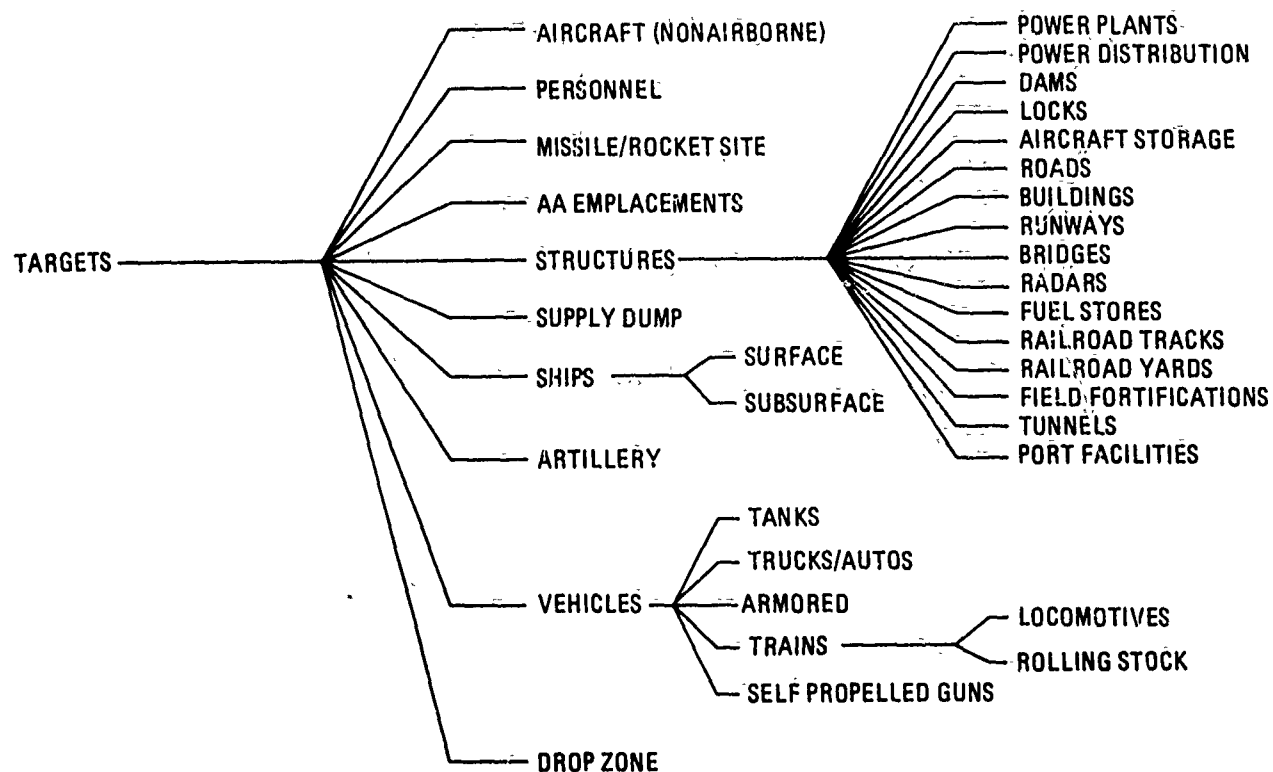 TARGETS
AIRCRAFT (NONAIRBORNE)
PERSONNEL
MISSILE/ROCKET SITE
AA EMPLACEMENTS
STRUCTURES
POWER PLANTS
POWER DISTRIBUTION
DAMS
LOCKS
AIRCRAFT STORAGE
ROADS
BUILDINGS
RUNWAYS
BRIDGES
RADARS
FUEL STORES
RAILROAD TRACKS
RAILROAD YARDS
FIELD FORTIFICATIONS
TUNNELS
PORT FACILITIES
SUPPLY DUMP
SHIPS
SURFACE
SUBSURFACE
ARTILLERY
VEHICLES
TANKS
TRUCKS/AUTOS
ARMORED
TRAINS
LOCOMOTIVES
ROLLING STOCK
SELF PROPELLED GUNS
DROP ZONE